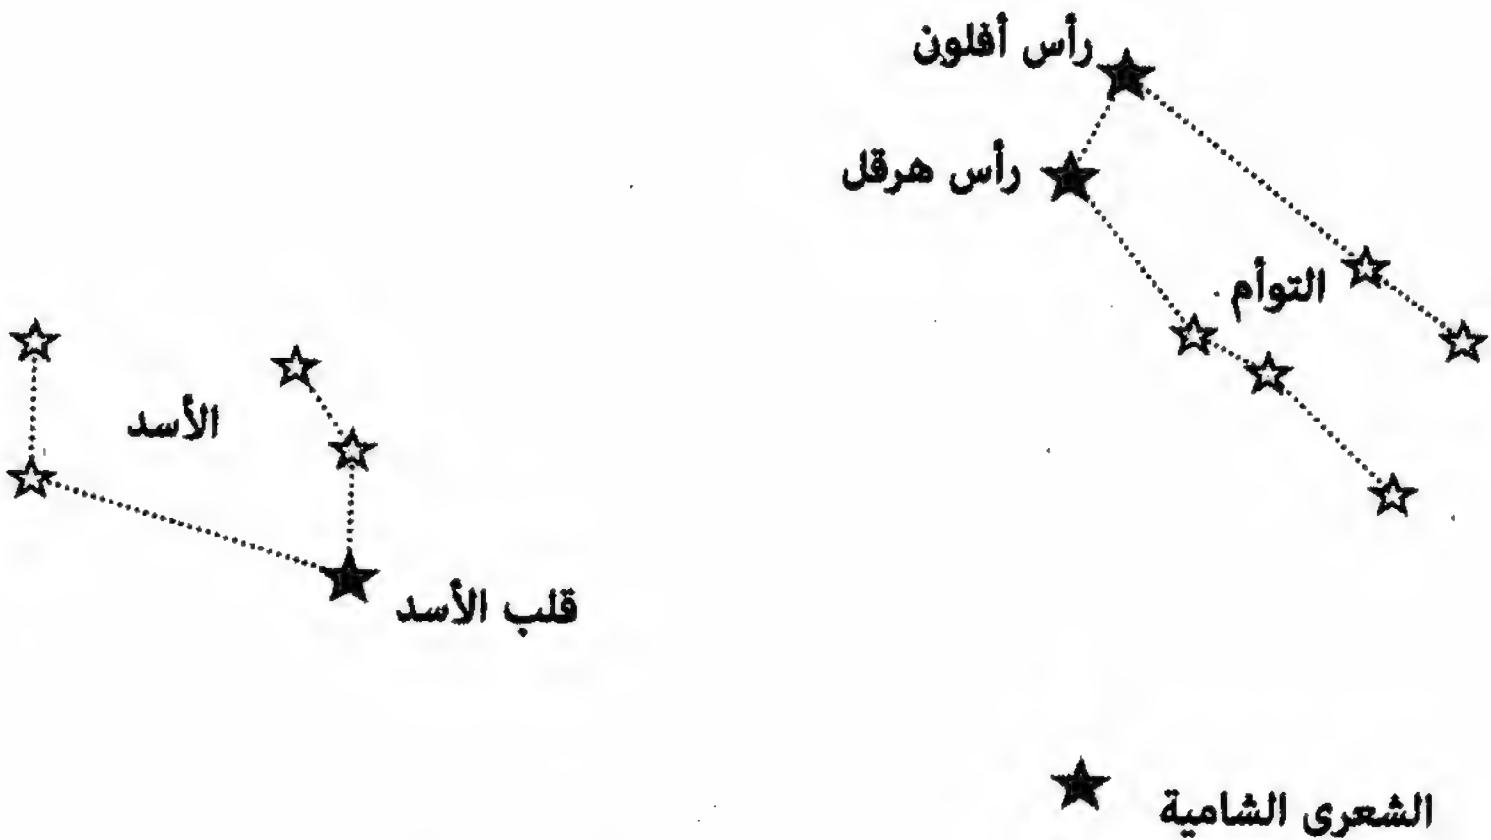 رأس أفلون
رأس هرقل
التوأم
الأسد
قلب الأسد
الشعرى الشامية